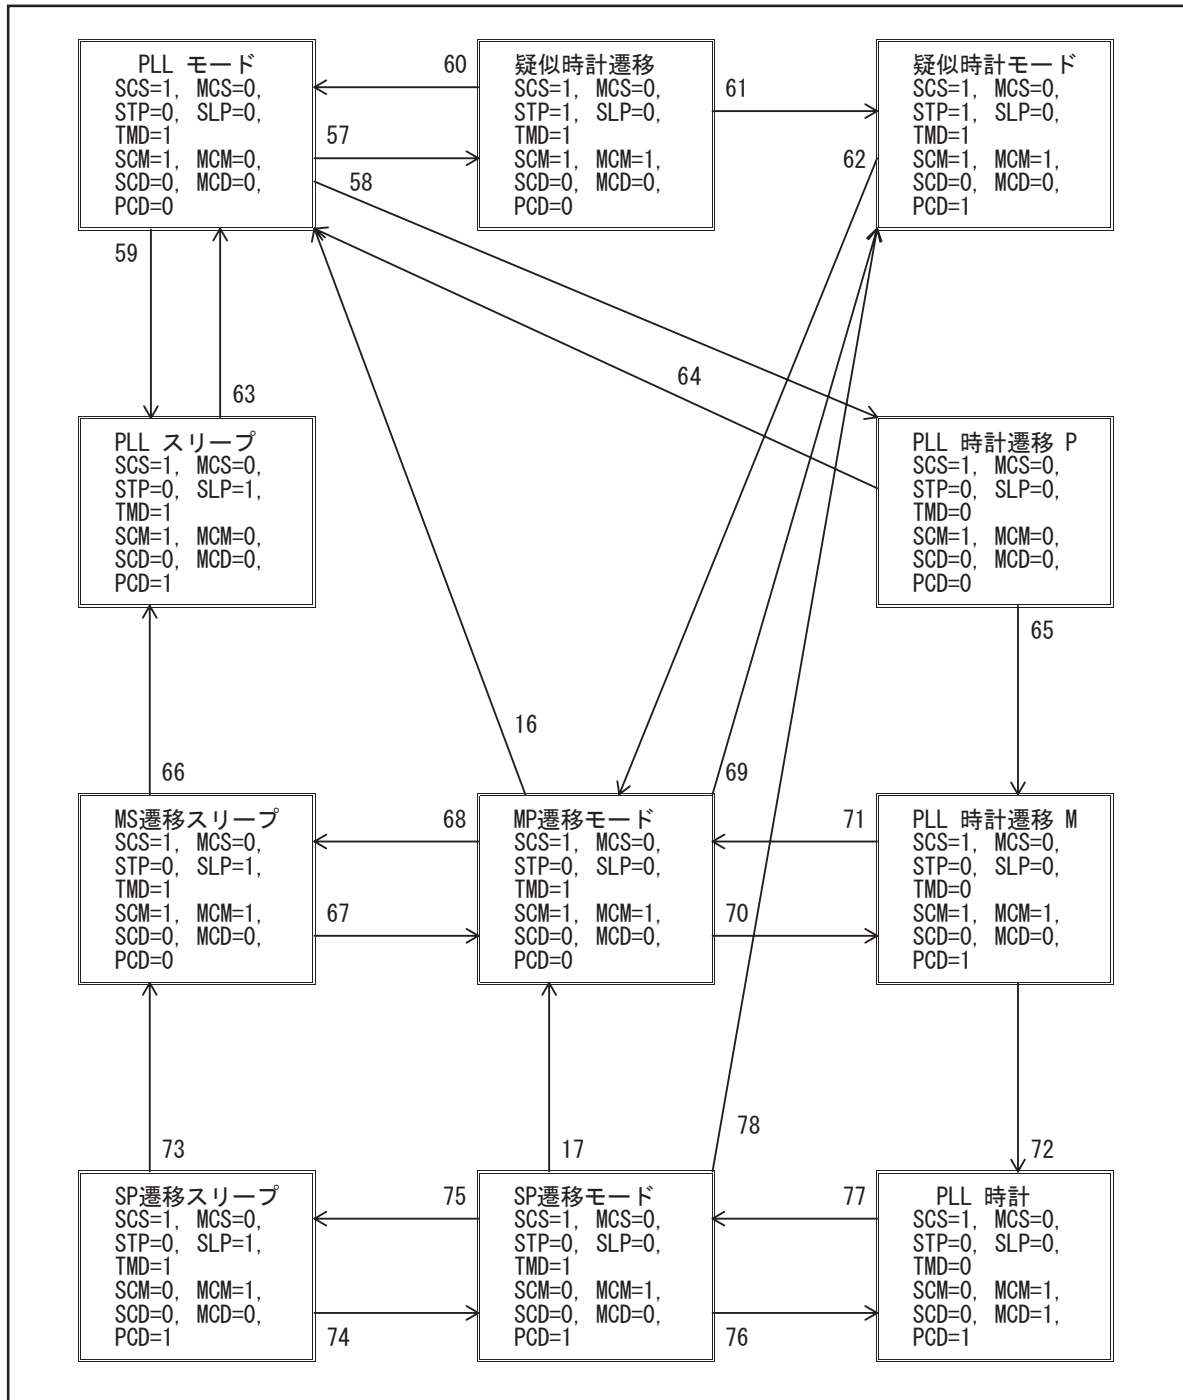 PLL モード
SCS=1, MCS=0,
STP=0, SLP=0,
TMD=1
SCM=1, MCM=0,
SCD=0, MCD=0,
PCD=0
60
57
58
疑似時計遷移
SCS=1, MCS=0,
STP=1, SLP=0,
TMD=1
SCM=1, MCM=1,
SCD=0, MCD=0,
PCD=0
61
62
疑似時計モード
SCS=1, MCS=0,
STP=1, SLP=0,
TMD=1
SCM=1, MCM=1,
SCD=0, MCD=0,
PCD=1
59
63
64
PLL スリープ
SCS=1, MCS=0,
STP=0, SLP=1,
TMD=1
SCM=1, MCM=0,
SCD=0, MCD=0,
PCD=1
PLL 時計遷移 P
SCS=1, MCS=0,
STP=0, SLP=0,
TMD=0
SCM=1, MCM=0,
SCD=0, MCD=0,
PCD=0
65
16
66
69
MS遷移スリープ
SCS=1, MCS=0,
STP=0, SLP=1,
TMD=1
SCM=1, MCM=1,
SCD=0, MCD=0,
PCD=0
68
67
MP遷移モード
SCS=1, MCS=0,
STP=0, SLP=0,
TMD=1
SCM=1, MCM=1,
SCD=0, MCD=0,
PCD=0
71
70
PLL 時計遷移 M
SCS=1, MCS=0,
STP=0, SLP=0,
TMD=0
SCM=1, MCM=1,
SCD=0, MCD=0,
PCD=1
73
17
78
72
SP遷移スリープ
SCS=1, MCS=0,
STP=0, SLP=1,
TMD=1
SCM=0, MCM=1,
SCD=0, MCD=0,
PCD=1
75
74
SP遷移モード
SCS=1, MCS=0,
STP=0, SLP=0,
TMD=1
SCM=0, MCM=1,
SCD=0, MCD=0,
PCD=1
77
76
PLL 時計
SCS=1, MCS=0,
STP=0, SLP=0,
TMD=0
SCM=0, MCM=1,
SCD=0, MCD=1,
PCD=1